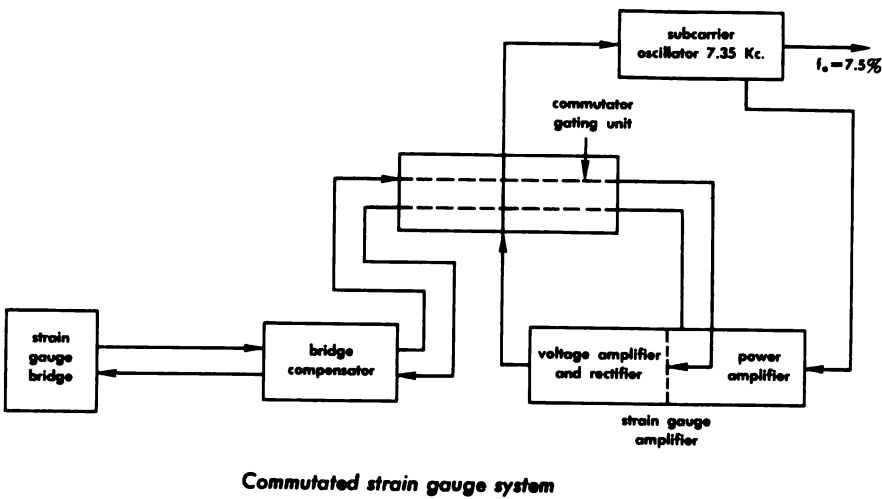 subcarrier
oscillator 7.35 Kc.
fₒ=7.5%
commutator
gating unit
strain
gauge
bridge
bridge
compensator
voltage amplifier
and rectifier
power
amplifier
strain gauge
amplifier
Commutated strain gauge system